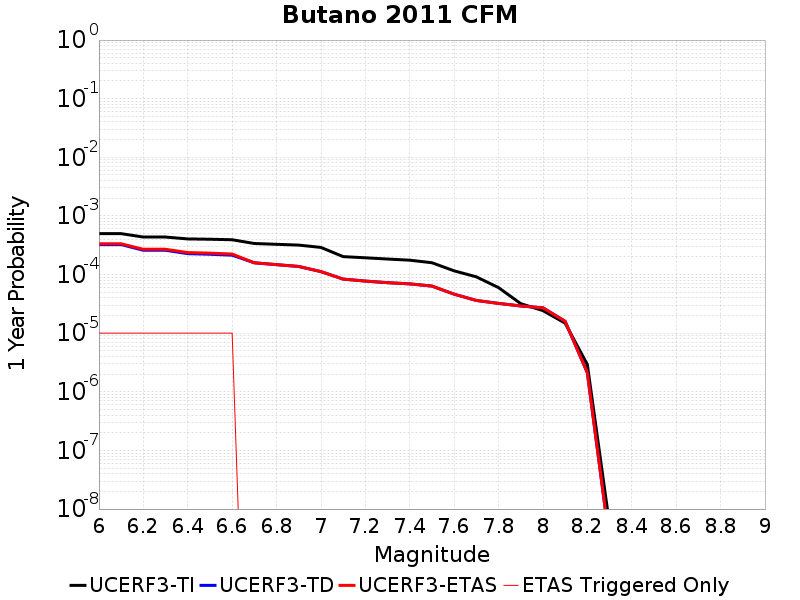 Butano 2011 CFM
1 Year Probability
10^0
10^-1
10^-2
10^-3
10^-4
10^-5
10^-6
10^-7
10^-8
6 6.2 6.4 6.6 6.8 7 7.2 7.4 7.6 7.8 8 8.2 8.4 8.6 8.8 9
Magnitude
UCERF3-TI UCERF3-TD UCERF3-ETAS ETAS Triggered Only